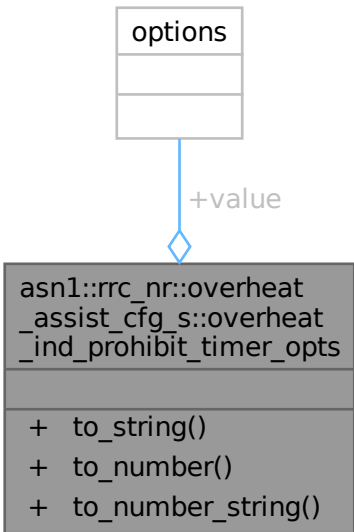 options
+value
asn1::rrc_nr::overheat
_assist_cfg_s::overheat
_ind_prohibit_timer_opts
+ to_string()
+ to_number()
+ to_number_string()